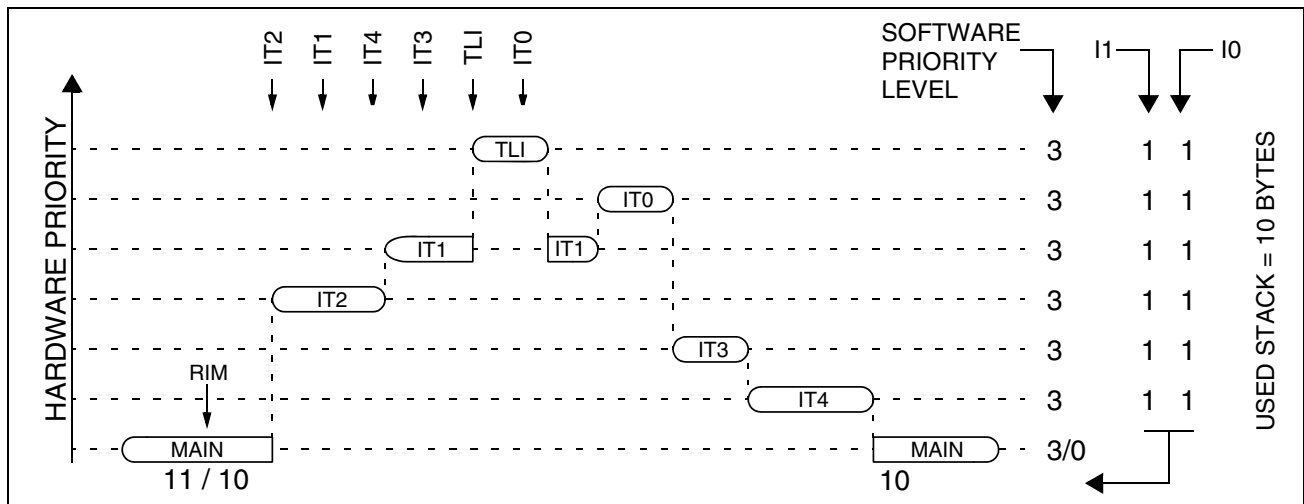 IT2
IT1
IT4
IT3
TLI
IT0
SOFTWARE
PRIORITY
LEVEL
I1
I0
HARDWARE PRIORITY
TLI
3
1 1
IT0
3
1 1
IT1
IT1
3
1 1
IT2
3
1 1
IT3
3
1 1
RIM
IT4
3
1 1
MAIN
MAIN
3/0
11 / 10
10
USED STACK = 10 BYTES